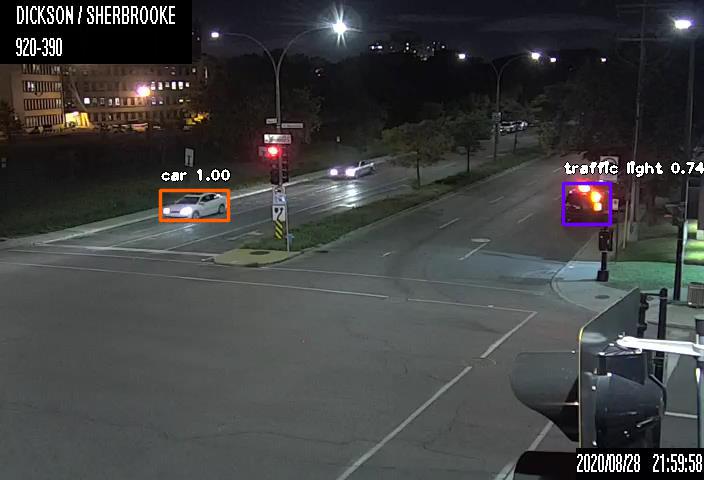 DICKSON / SHERBROOKE
920-390
car 1.00
traffic light 0.74
2020/08/28 21:59:58